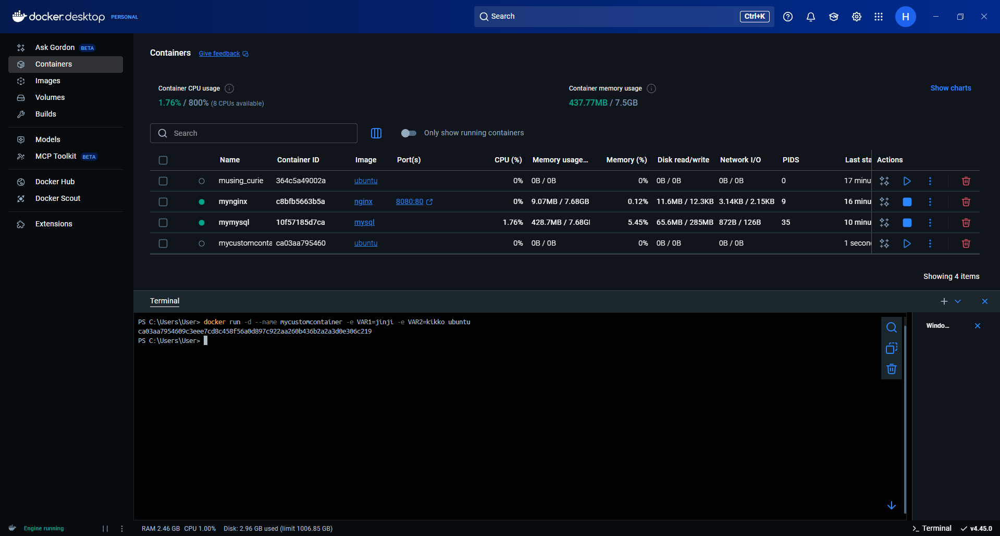 docker.desktop PERSONAL
Search Ctrl+K
H
Ask Gordon BETA
Containers
Images
Volumes
Builds
Models
MCP Toolkit BETA
Docker Hub
Docker Scout
Extensions
Containers Give feedback
Container CPU usage
1.76% / 800% (8 CPUs available)
Container memory usage
437.77MB / 7.5GB
Show charts
Search
Only show running containers
Name Container ID Image Port(s) CPU (%) Memory usage... Memory (%) Disk read/write Network I/O PIDS Last sta Actions
musing_curie 364c5a49002a ubuntu 0% 0B / 0B 0% 0B / 0B 0B / 0B 0 17 minu
mynginx c8bfb5663b5a nginx 8080:80 0% 9.07MB / 7.68GB 0.12% 11.6MB / 12.3KB 3.14KB / 2.15KB 9 16 minu
mymysql 10f57185d7ca mysql 1.76% 428.7MB / 7.68G 5.45% 65.6MB / 285MB 872B / 126B 35 10 minu
mycustomconta ca03aa795460 ubuntu 0% 0B / 0B 0% 0B / 0B 0B / 0B 1 secon
Showing 4 items
Terminal
PS C:\Users\User> docker run -d --name mycustomcontainer -e VAR1=jinji -e VAR2=kikko ubuntu
ca03aa7954609c3eee7cd8c458f56a0d897c922aa260b436b2a2a3d0e306c219
PS C:\Users\User>
Windo...
Engine running
RAM 2.46 GB CPU 1.00% Disk: 2.96 GB used (limit 1006.85 GB)
>_ Terminal v4.45.0